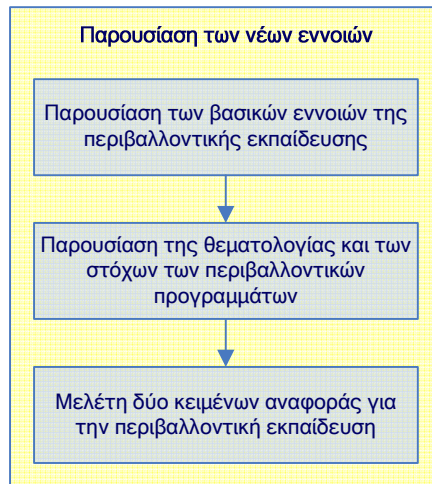 Παρουσίαση των νέων εννοιών
Παρουσίαση των βασικών εννοιών της
περιβαλλοντικής εκπαίδευσης
Παρουσίαση της θεματολογίας και των
στόχων των περιβαλλοντικών
προγραμμάτων
Μελέτη δύο κειμένων αναφοράς για
την περιβαλλοντική εκπαίδευση